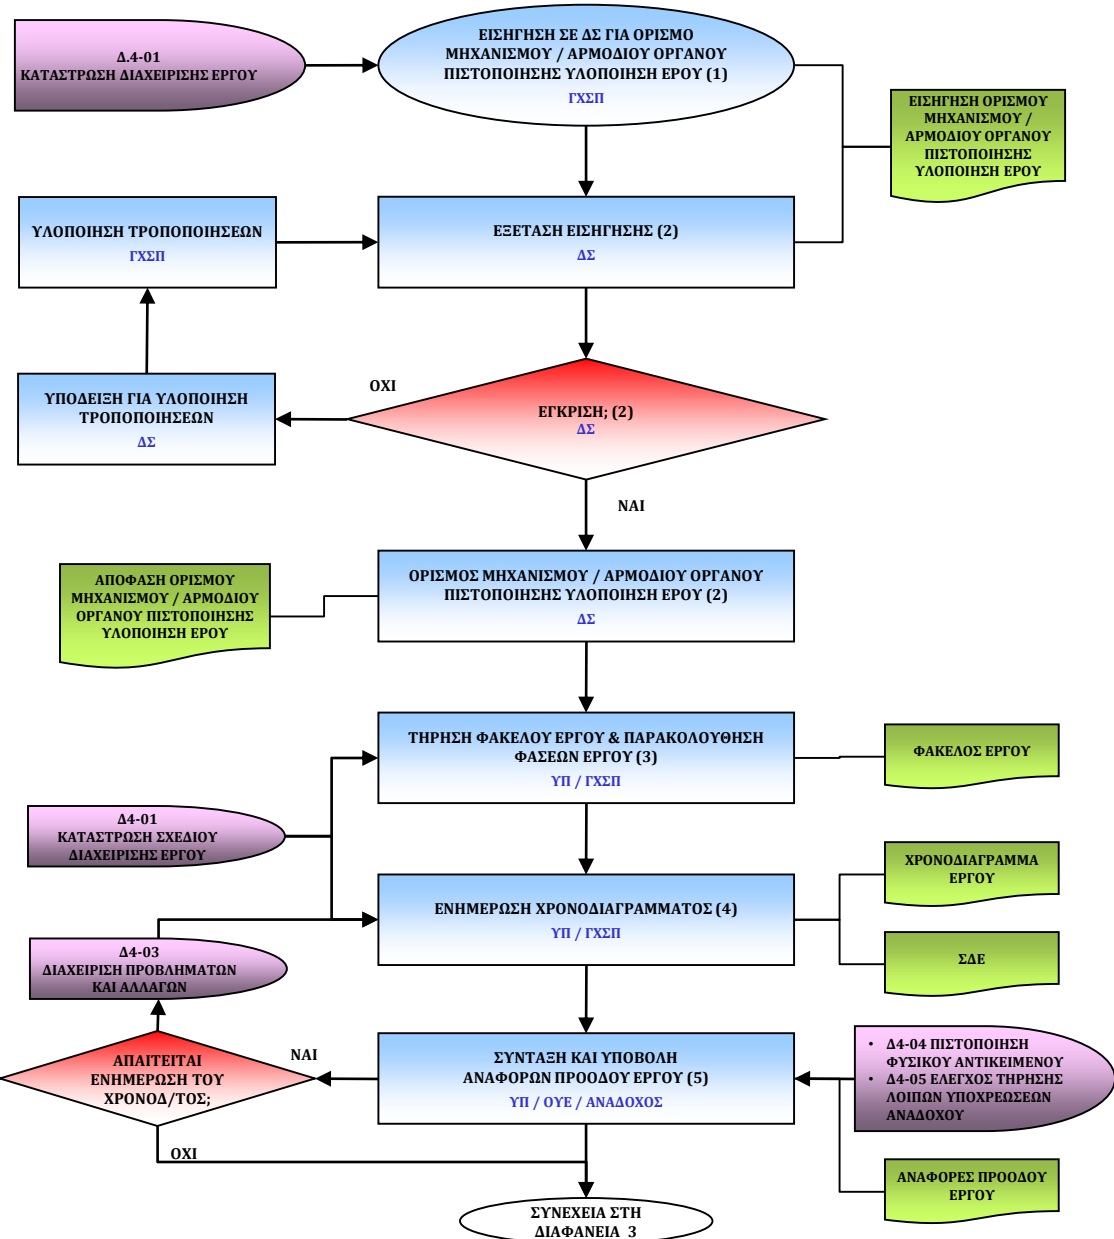 Δ.4-01
ΚΑΤΑΣΤΡΩΣΗ ΔΙΑΧΕΙΡΙΣΗΣ ΕΡΓΟΥ
ΕΙΣΗΓΗΣΗ ΣΕ ΔΣ ΓΙΑ ΟΡΙΣΜΟ
ΜΗΧΑΝΙΣΜΟΥ / ΑΡΜΟΔΙΟΥ ΟΡΓΑΝΟΥ
ΠΙΣΤΟΠΟΙΗΣΗΣ ΥΛΟΠΟΙΗΣΗ ΕΡΟΥ (1)
ΓΧΣΠ
ΕΙΣΗΓΗΣΗ ΟΡΙΣΜΟΥ
ΜΗΧΑΝΙΣΜΟΥ /
ΑΡΜΟΔΙΟΥ ΟΡΓΑΝΟΥ
ΠΙΣΤΟΠΟΙΗΣΗΣ
ΥΛΟΠΟΙΗΣΗ ΕΡΟΥ
ΥΛΟΠΟΙΗΣΗ ΤΡΟΠΟΠΟΙΗΣΕΩΝ
ΓΧΣΠ
ΕΞΕΤΑΣΗ ΕΙΣΗΓΗΣΗΣ (2)
ΔΣ
ΥΠΟΔΕΙΞΗ ΓΙΑ ΥΛΟΠΟΙΗΣΗ
ΤΡΟΠΟΠΟΙΗΣΕΩΝ
ΔΣ
ΟΧΙ
ΕΓΚΡΙΣΗ; (2)
ΔΣ
ΝΑΙ
ΑΠΟΦΑΣΗ ΟΡΙΣΜΟΥ
ΜΗΧΑΝΙΣΜΟΥ / ΑΡΜΟΔΙΟΥ
ΟΡΓΑΝΟΥ ΠΙΣΤΟΠΟΙΗΣΗΣ
ΥΛΟΠΟΙΗΣΗ ΕΡΟΥ
ΟΡΙΣΜΟΣ ΜΗΧΑΝΙΣΜΟΥ / ΑΡΜΟΔΙΟΥ ΟΡΓΑΝΟΥ
ΠΙΣΤΟΠΟΙΗΣΗΣ ΥΛΟΠΟΙΗΣΗ ΕΡΟΥ (2)
ΔΣ
ΤΗΡΗΣΗ ΦΑΚΕΛΟΥ ΕΡΓΟΥ & ΠΑΡΑΚΟΛΟΥΘΗΣΗ
ΦΑΣΕΩΝ ΕΡΓΟΥ (3)
ΥΠ / ΓΧΣΠ
ΦΑΚΕΛΟΣ ΕΡΓΟΥ
Δ4-01
ΚΑΤΑΣΤΡΩΣΗ ΣΧΕΔΙΟΥ
ΔΙΑΧΕΙΡΙΣΗΣ ΕΡΓΟΥ
ΕΝΗΜΕΡΩΣΗ ΧΡΟΝΟΔΙΑΓΡΑΜΜΑΤΟΣ (4)
ΥΠ / ΓΧΣΠ
ΧΡΟΝΟΔΙΑΓΡΑΜΜΑ
ΕΡΓΟΥ
ΣΔΕ
Δ4-03
ΔΙΑΧΕΙΡΙΣΗ ΠΡΟΒΛΗΜΑΤΩΝ
ΚΑΙ ΑΛΛΑΓΩΝ
ΑΠΑΙΤΕΙΤΑΙ
ΕΝΗΜΕΡΩΣΗ ΤΟΥ
ΧΡΟΝΟΔ/ΤΟΣ;
ΝΑΙ
ΣΥΝΤΑΞΗ ΚΑΙ ΥΠΟΒΟΛΗ
ΑΝΑΦΟΡΩΝ ΠΡΟΟΔΟΥ ΕΡΓΟΥ (5)
ΥΠ / ΟΥΕ / ΑΝΑΔΟΧΟΣ
• Δ4-04 ΠΙΣΤΟΠΟΙΗΣΗ
ΦΥΣΙΚΟΥ ΑΝΤΙΚΕΙΜΕΝΟΥ
• Δ4-05 ΕΛΕΓΧΟΣ ΤΗΡΗΣΗΣ
ΛΟΙΠΩΝ ΥΠΟΧΡΕΩΣΕΩΝ
ΑΝΑΔΟΧΟΥ
ΟΧΙ
ΑΝΑΦΟΡΕΣ ΠΡΟΟΔΟΥ
ΕΡΓΟΥ
ΣΥΝΕΧΕΙΑ ΣΤΗ
ΔΙΑΦΑΝΕΙΑ 3